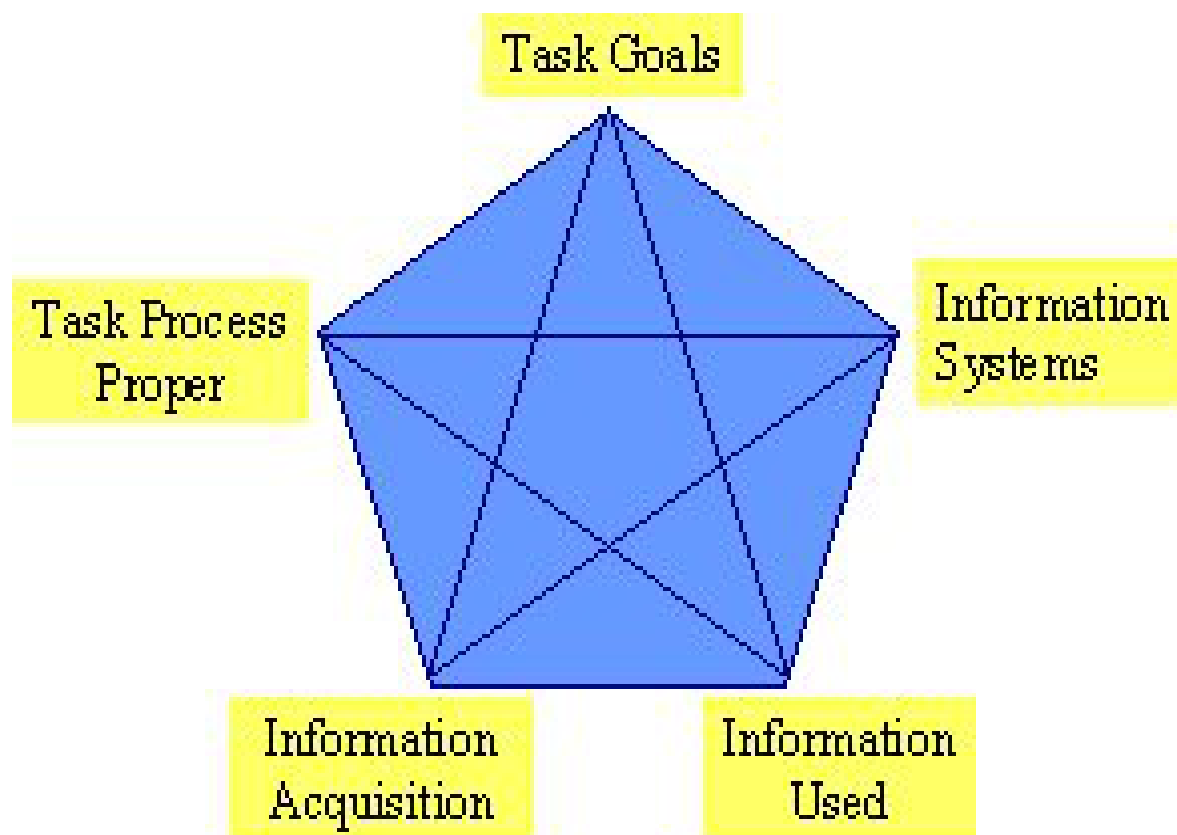 Task Goals
Task Process
Proper
Information
Systems
Information
Acquisition
Information
Used